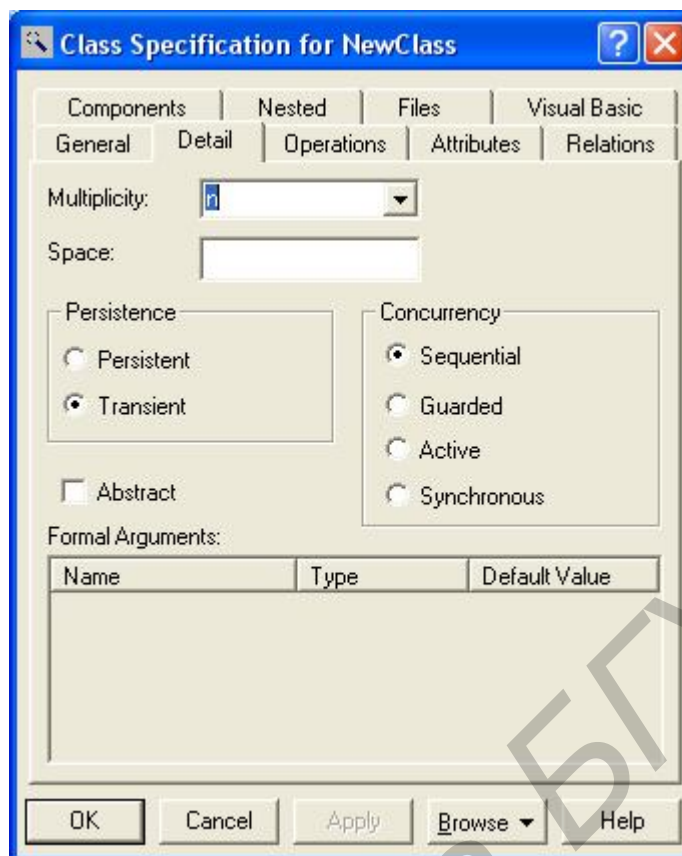 Class Specification for NewClass
Components Nested Files Visual Basic
General Detail Operations Attributes Relations
Multiplicity: n
Space:
Persistence Concurrency
Persistent Sequential
Transient Guarded
Active
Abstract Synchronous
Formal Arguments:
Name Type Default Value
OK Cancel Apply Browse Help